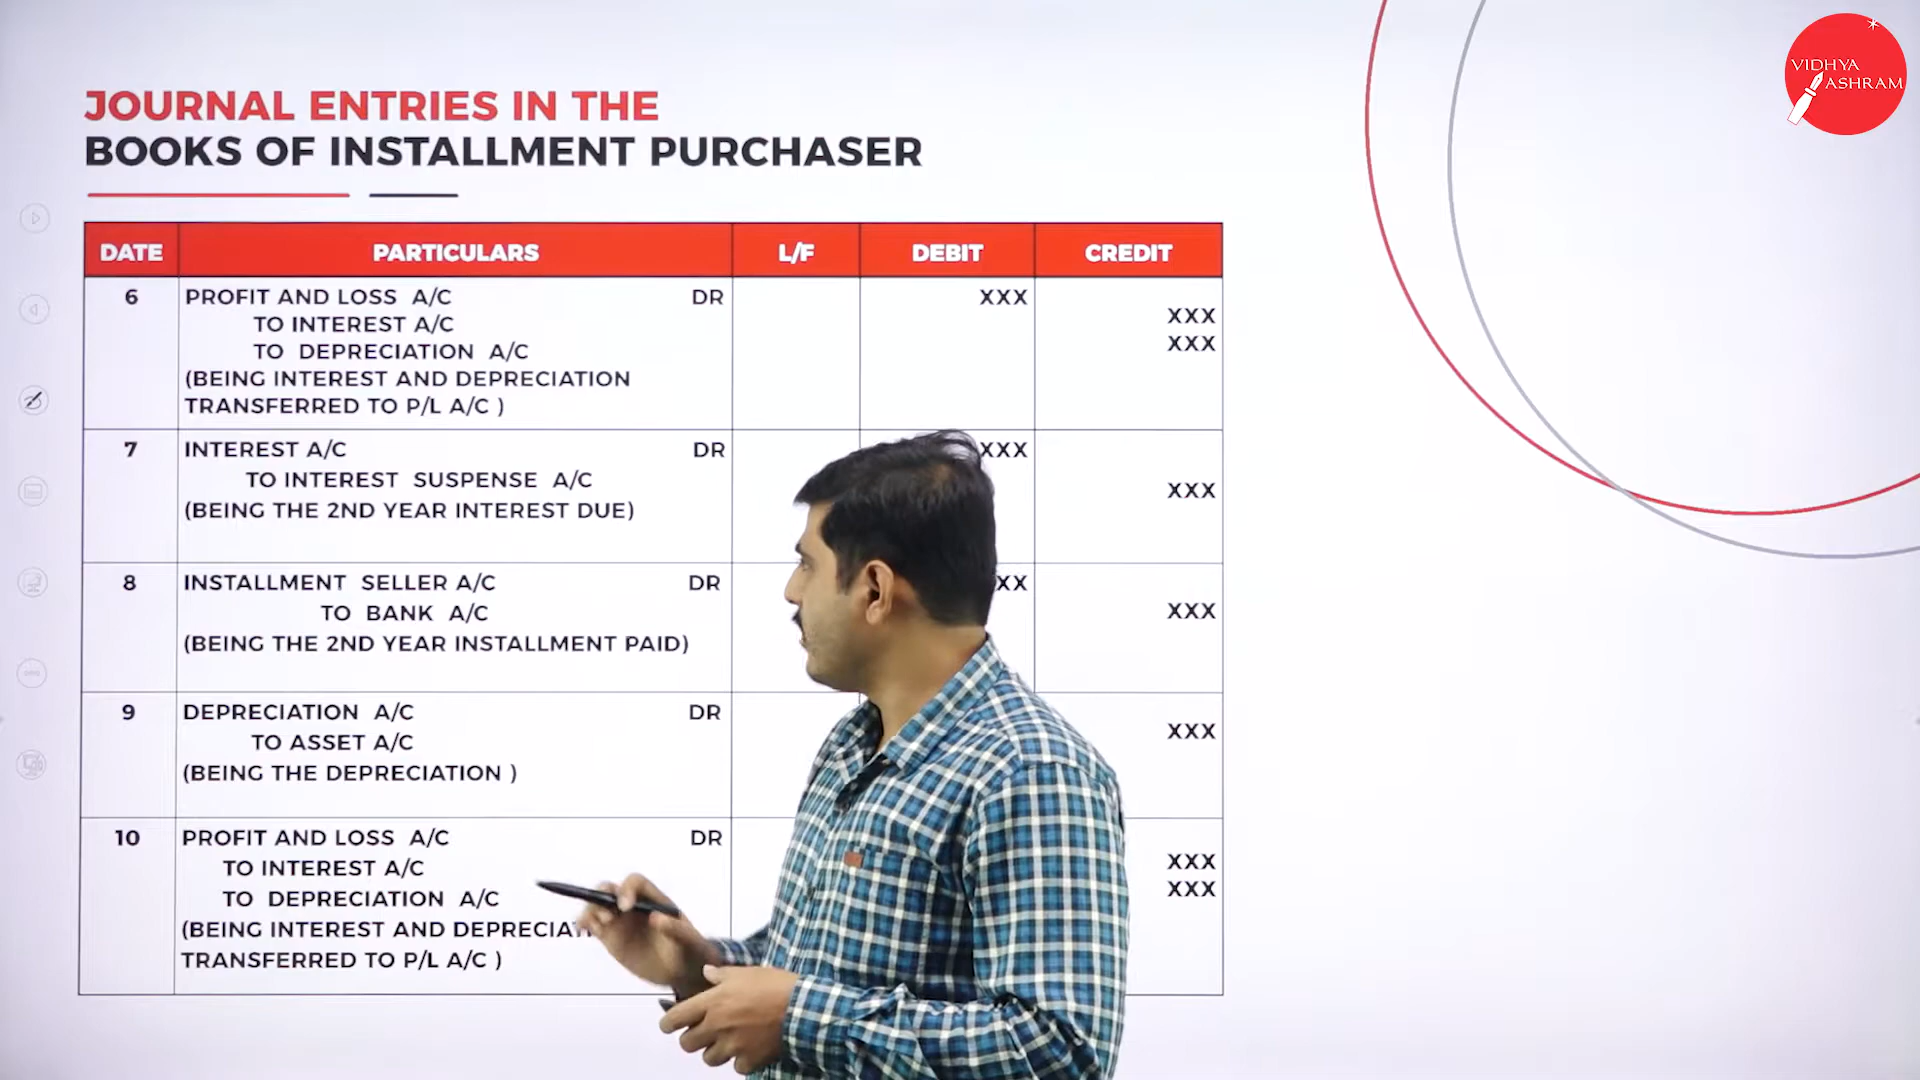 VIDHYA
ASHRAM
JOURNAL ENTRIES IN THE
BOOKS OF INSTALLMENT PURCHASER
DATE PARTICULARS L/F DEBIT CREDIT
6 PROFIT AND LOSS A/C DR XXX
TO INTEREST A/C XXX
TO DEPRECIATION A/C XXX
(BEING INTEREST AND DEPRECIATION
TRANSFERRED TO P/L A/C )
7 INTEREST A/C DR XXX
TO INTEREST SUSPENSE A/C XXX
(BEING THE 2ND YEAR INTEREST DUE)
8 INSTALLMENT SELLER A/C DR XX
TO BANK A/C XXX
(BEING THE 2ND YEAR INSTALLMENT PAID)
9 DEPRECIATION A/C DR
TO ASSET A/C XXX
(BEING THE DEPRECIATION )
10 PROFIT AND LOSS A/C DR
TO INTEREST A/C XXX
TO DEPRECIATION A/C XXX
(BEING INTEREST AND
TRANSFERRED TO P/L A/C )